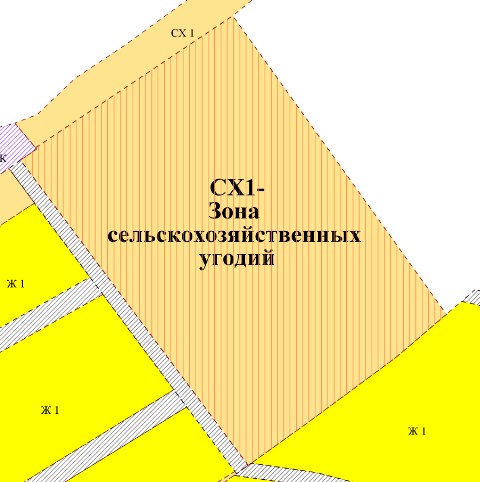 СХ 1
К
СХ1-
Зона
сельскохозяйственных
угодий
Ж 1
Ж 1
Ж 1